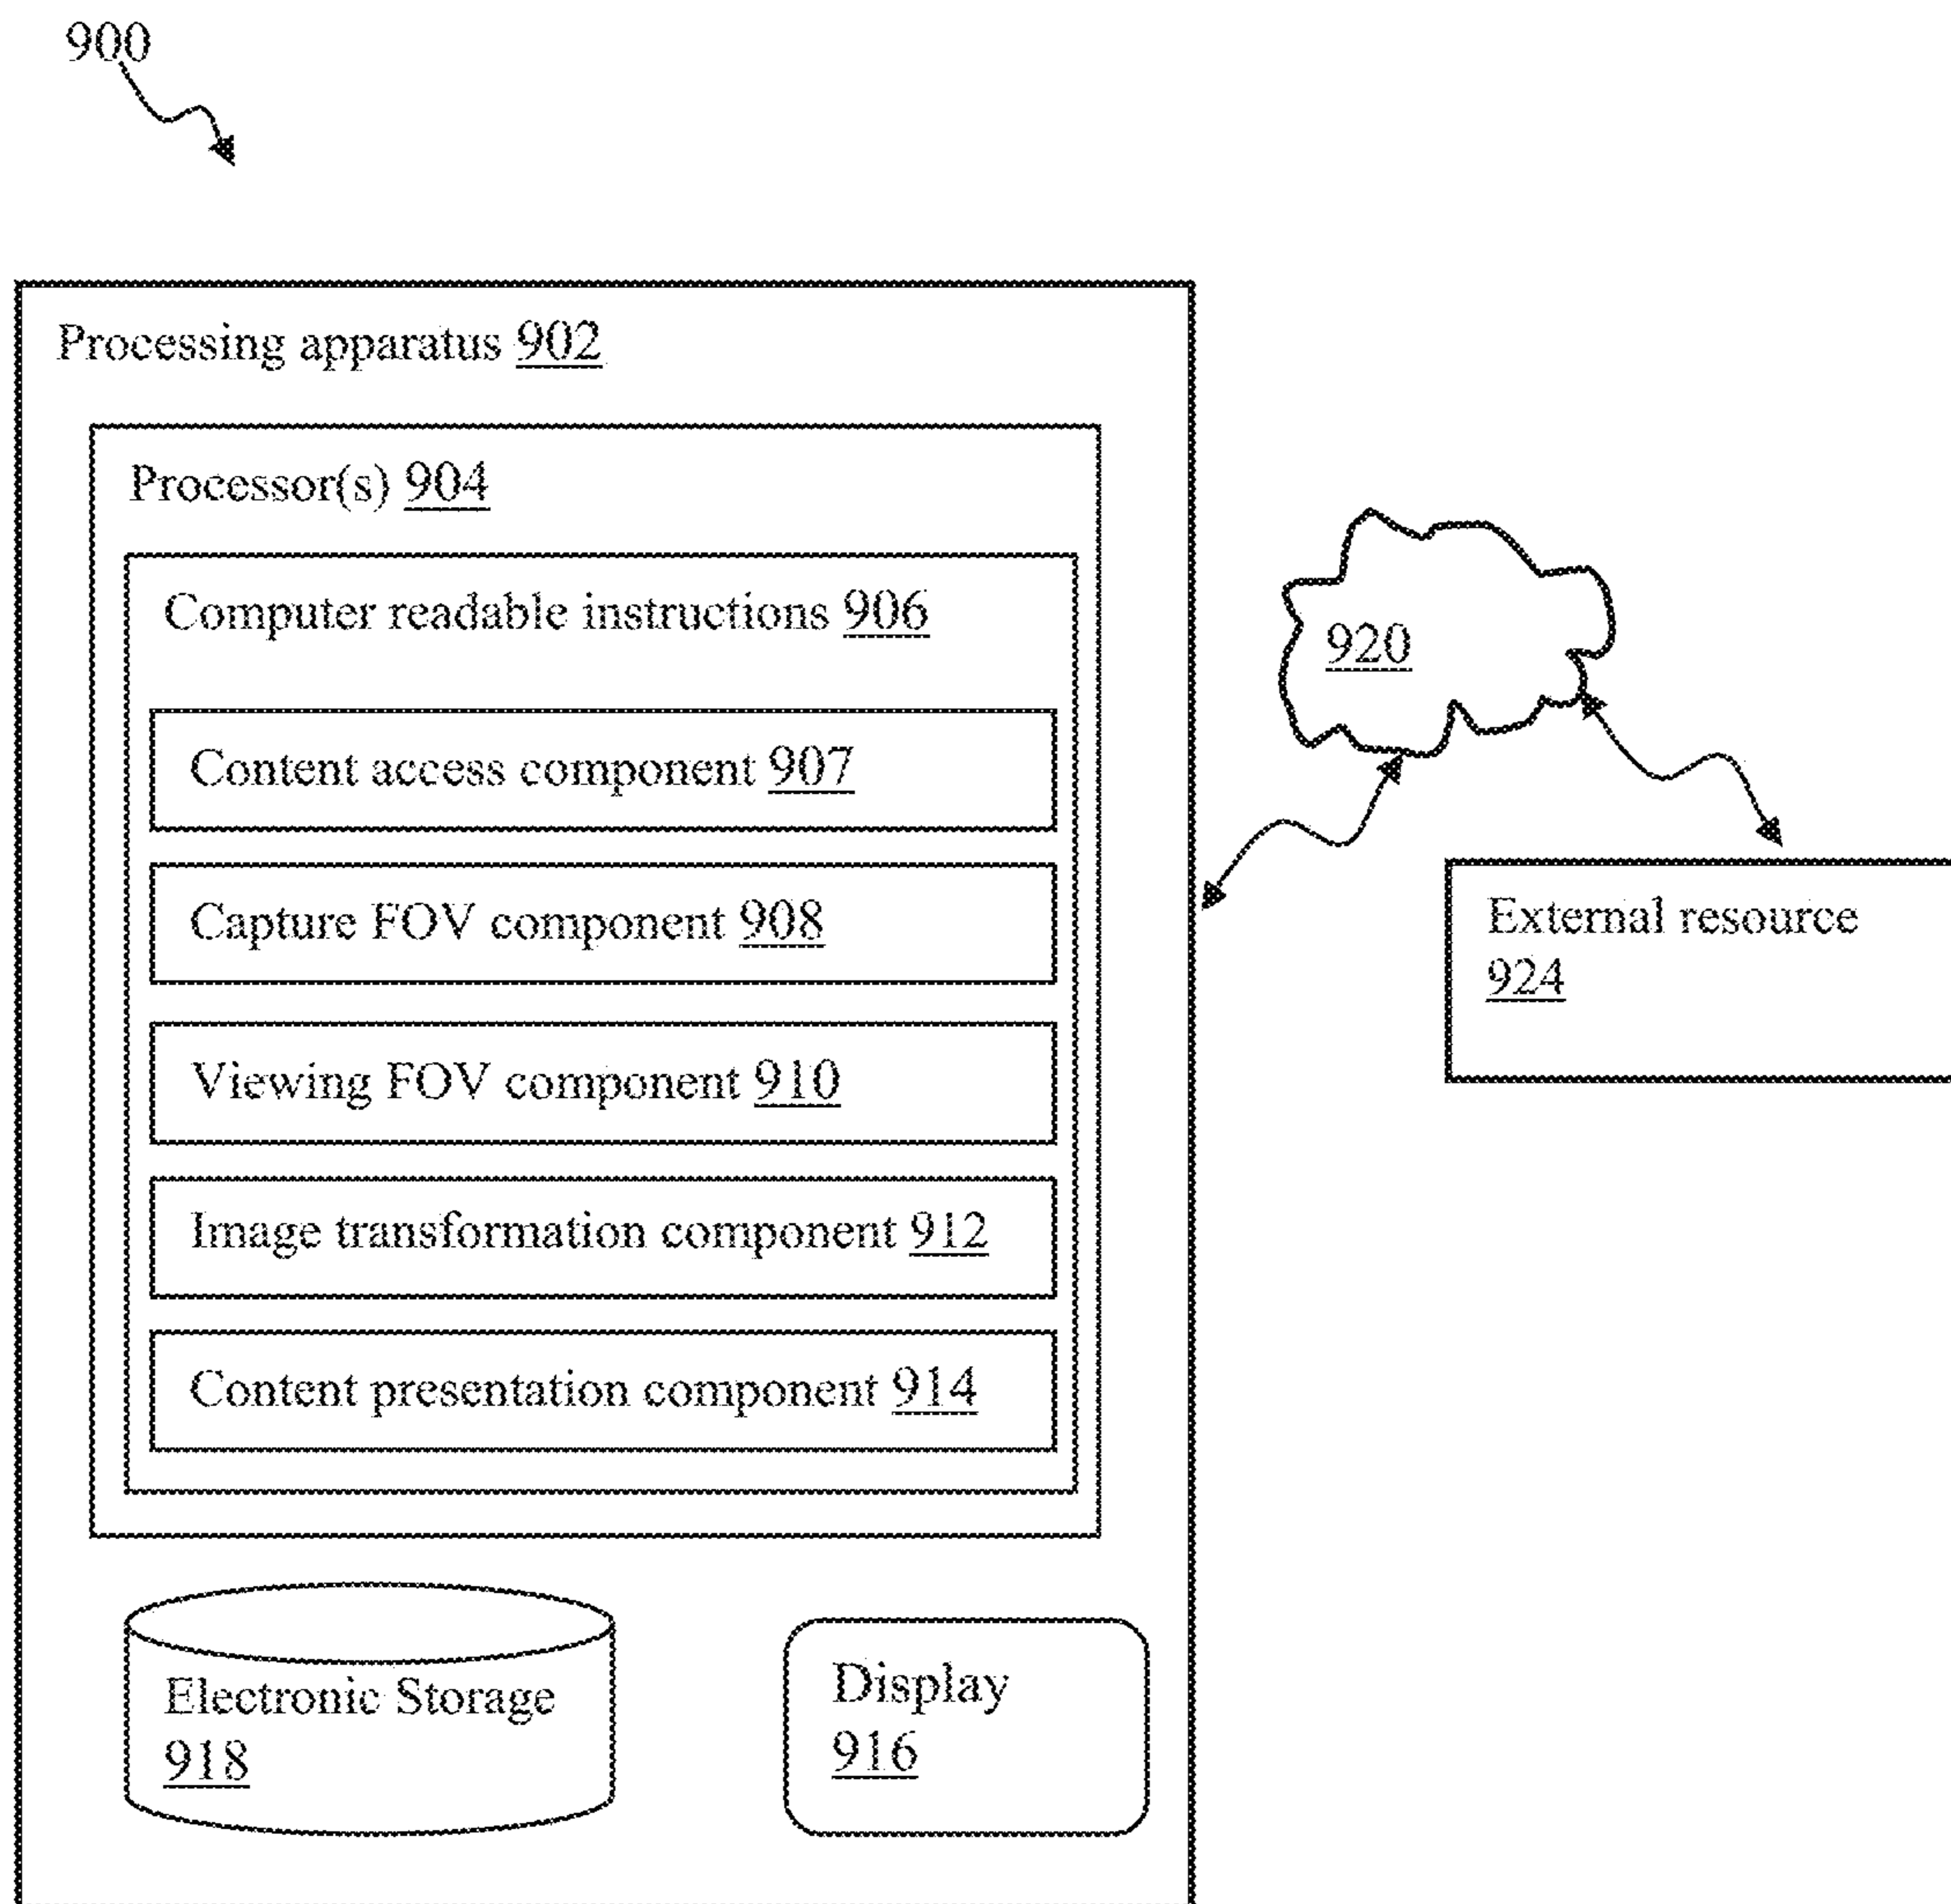 900
Processing apparatus 902
Processor(s) 904
Computer readable instructions 906
Content access component 907
Capture FOV component 908
Viewing FOV component 910
Image transformation component 912
Content presentation component 914
Electronic Storage
918
Display
916
920
External resource
924